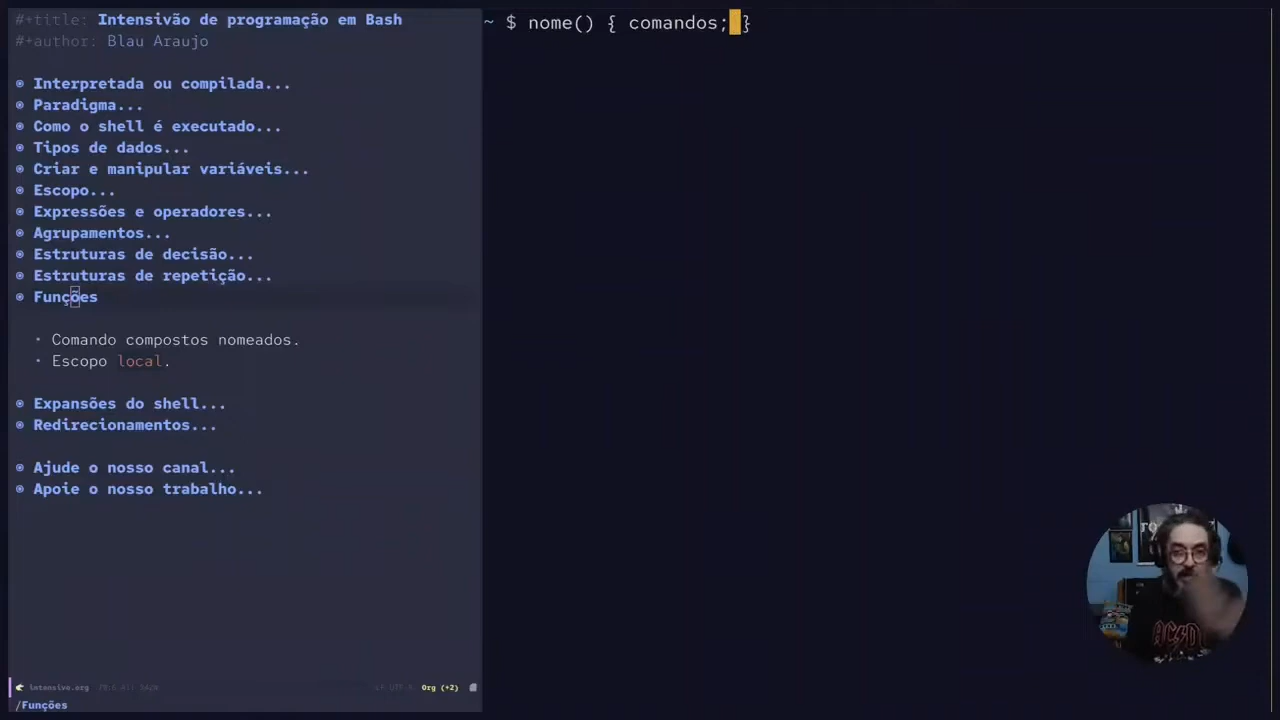 #+title: Intensivão de programação em Bash
#+author: Blau Araujo
Interpretada ou compilada...
Paradigma...
Como o shell é executado...
Tipos de dados...
Criar e manipular variáveis...
Escopo...
Expressões e operadores...
Agrupamentos...
Estruturas de decisão...
Estruturas de repetição...
Funções
• Comando compostos nomeados.
• Escopo local.
Expansões do shell...
Redirecionamentos...
Ajude o nosso canal...
Apoie o nosso trabalho...
intensivo.org
Org (+2)
/Funções
~ $ nome() { comandos; }
AC/DC